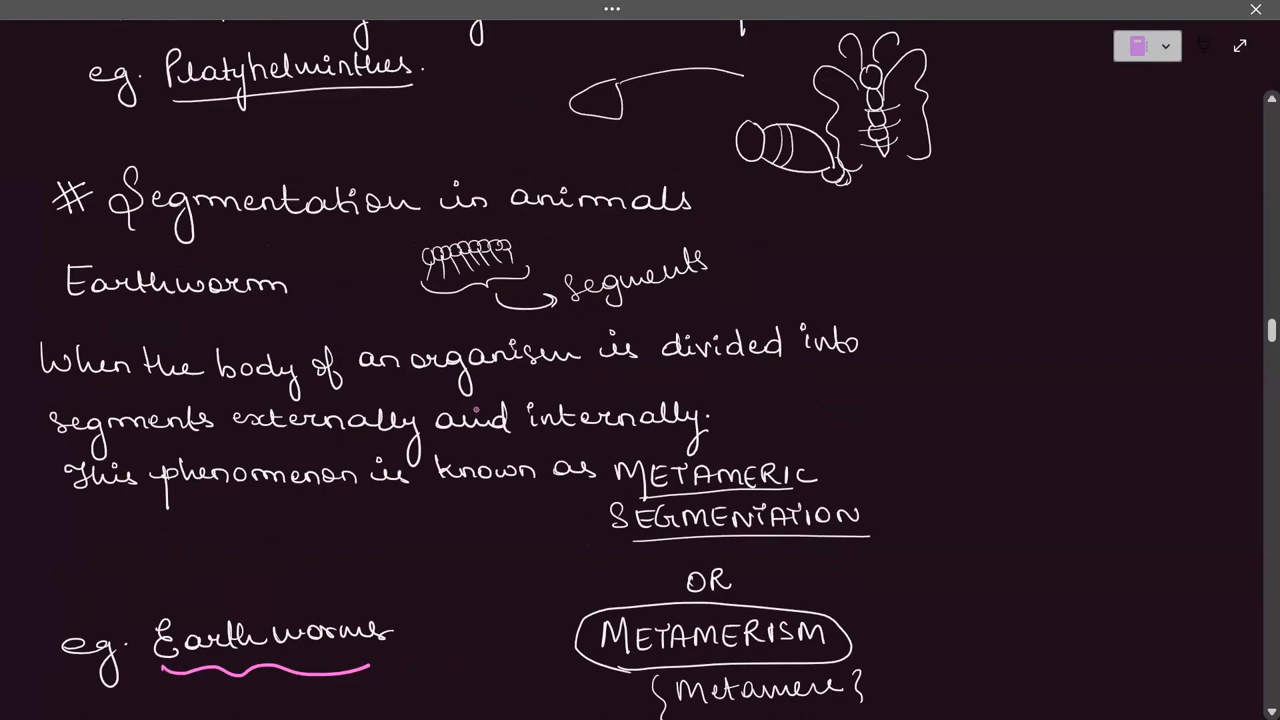 eg. Platyhelminthes.
# Segmentation in animals
Earthworm
segments
When the body of an organism is divided into
segments externally and internally.
This phenomenon is known as METAMERIC
SEGMENTATION
OR
eg. Earthworms
METAMERISM
{Metamere}